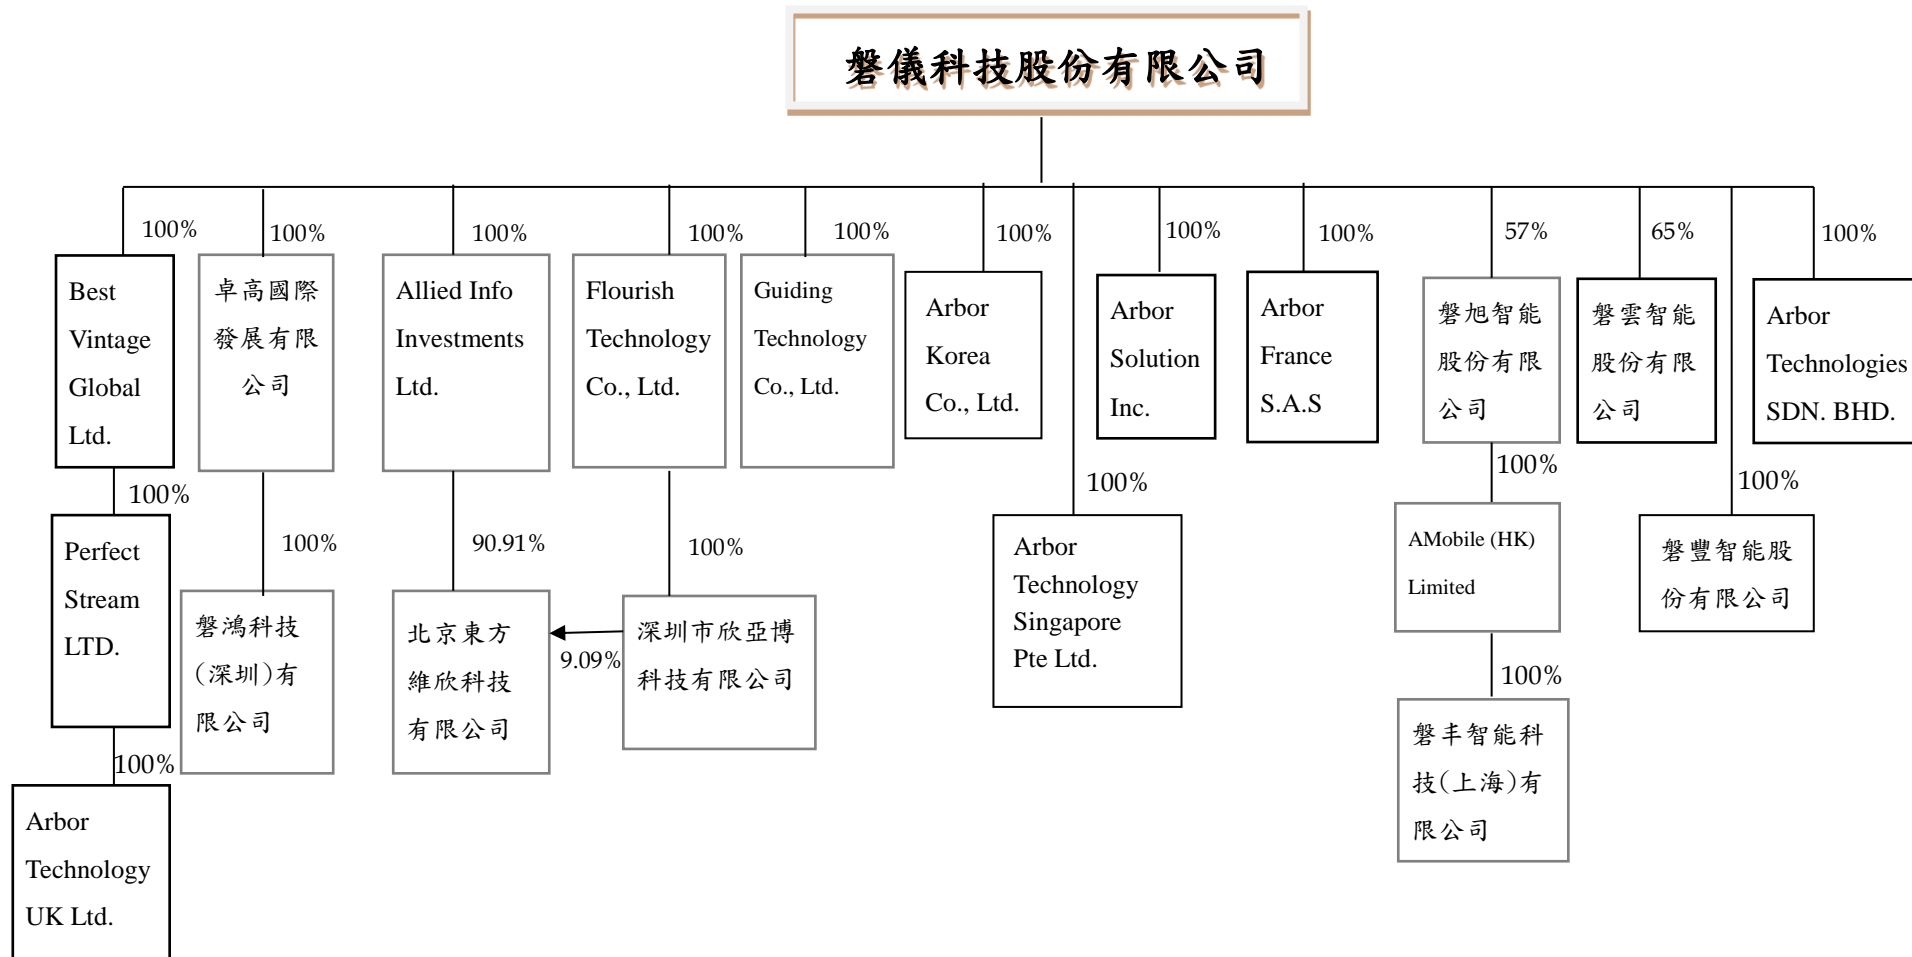 磐儀科技股份有限公司
100%
100%
100%
100%
100%
100%
100%
100%
57%
65%
100%
Best
Vintage
Global
Ltd.
卓高國際
發展有限
公司
Allied Info
Investments
Ltd.
Flourish
Technology
Co., Ltd.
Guiding
Technology
Co., Ltd.
Arbor
Korea
Co., Ltd.
Arbor
Solution
Inc.
Arbor
France
S.A.S
磐旭智能
股份有限
公司
磐雲智能
股份有限
公司
Arbor
Technologies
SDN. BHD.
100%
100%
90.91%
100%
100%
100%
100%
Perfect
Stream
LTD.
磐鴻科技
(深圳)有
限公司
北京東方
維欣科技
有限公司
9.09%
深圳市欣亞博
科技有限公司
Arbor
Technology
Singapore
Pte Ltd.
AMobile (HK)
Limited
磐豐智能股
份有限公司
100%
100%
Arbor
Technology
UK Ltd.
磐丰智能科
技(上海)有
限公司